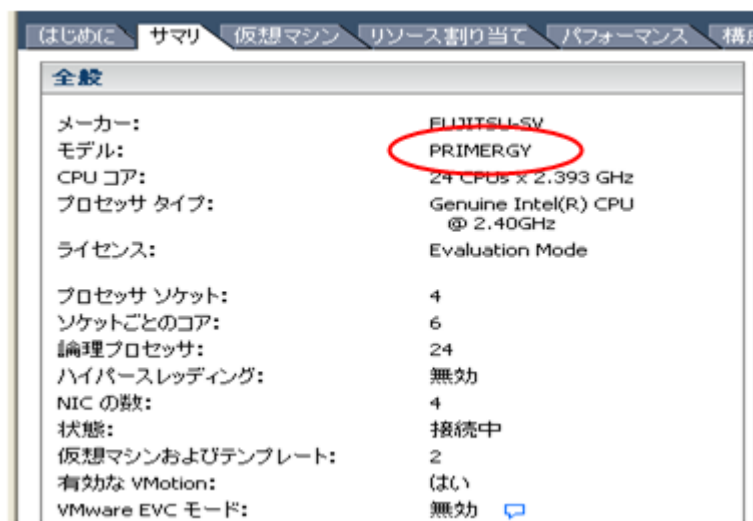 はじめに サマリ 仮想マシン リソース割り当て パフォーマンス 構成
全般
メーカー: FUJITSU-SV
モデル: PRIMERGY
CPU コア: 24 CPUs x 2.393 GHz
プロセッサ タイプ: Genuine Intel(R) CPU
@ 2.40GHz
ライセンス: Evaluation Mode
プロセッサ ソケット: 4
ソケットごとのコア: 6
論理プロセッサ: 24
ハイパースレッディング: 無効
NIC の数: 4
状態: 接続中
仮想マシンおよびテンプレート: 2
有効な VMotion: はい
VMware EVC モード: 無効